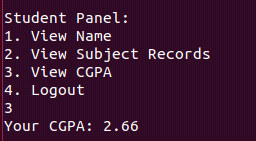 Student Panel:
1. View Name
2. View Subject Records
3. View CGPA
4. Logout
3
Your CGPA: 2.66